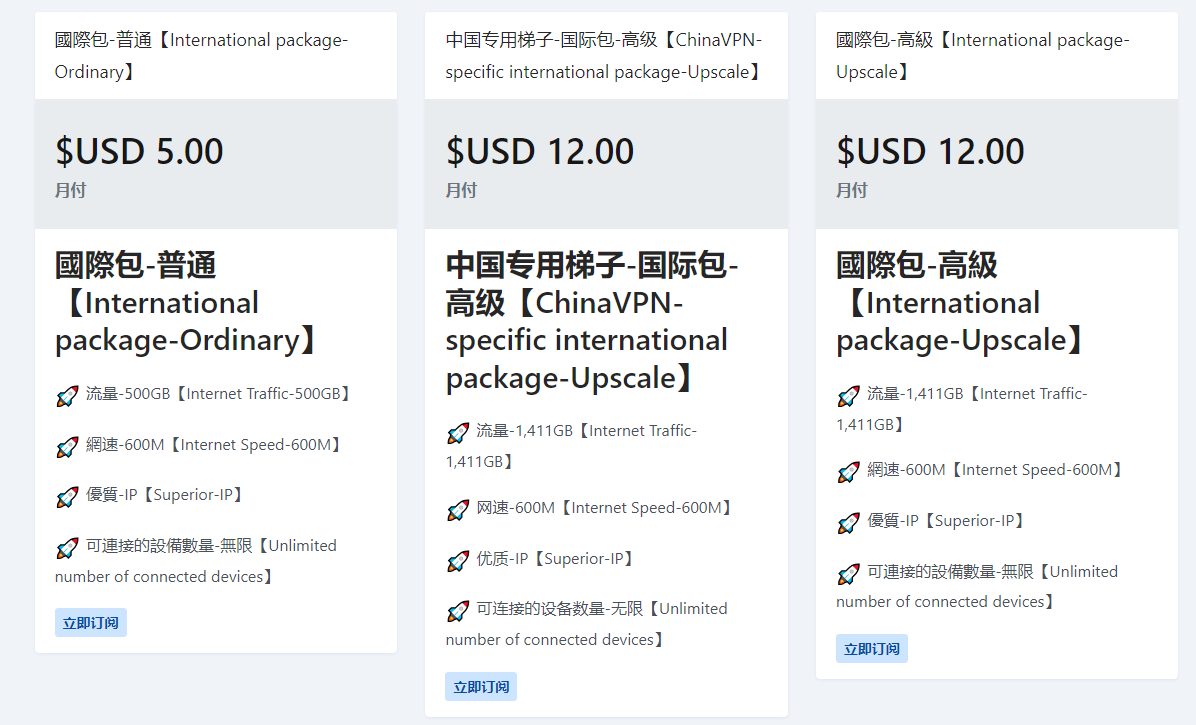 國際包-普通【International package-
Ordinary】
$USD 5.00
月付
國際包-普通
【International
package-Ordinary】
🚀 流量-500GB【Internet Traffic-500GB】
🚀 網速-600M【Internet Speed-600M】
🚀 優質-IP【Superior-IP】
🚀 可連接的設備數量-無限【Unlimited
number of connected devices】
立即订阅
中国专用梯子-国际包-高级【ChinaVPN-
specific international package-Upscale】
$USD 12.00
月付
中国专用梯子-国际包-
高级【ChinaVPN-
specific international
package-Upscale】
🚀 流量-1,411GB【Internet Traffic-
1,411GB】
🚀 网速-600M【Internet Speed-600M】
🚀 优质-IP【Superior-IP】
🚀 可连接的设备数量-无限【Unlimited
number of connected devices】
立即订阅
國際包-高級【International package-
Upscale】
$USD 12.00
月付
國際包-高級
【International
package-Upscale】
🚀 流量-1,411GB【Internet Traffic-
1,411GB】
🚀 網速-600M【Internet Speed-600M】
🚀 優質-IP【Superior-IP】
🚀 可連接的設備數量-無限【Unlimited
number of connected devices】
立即订阅